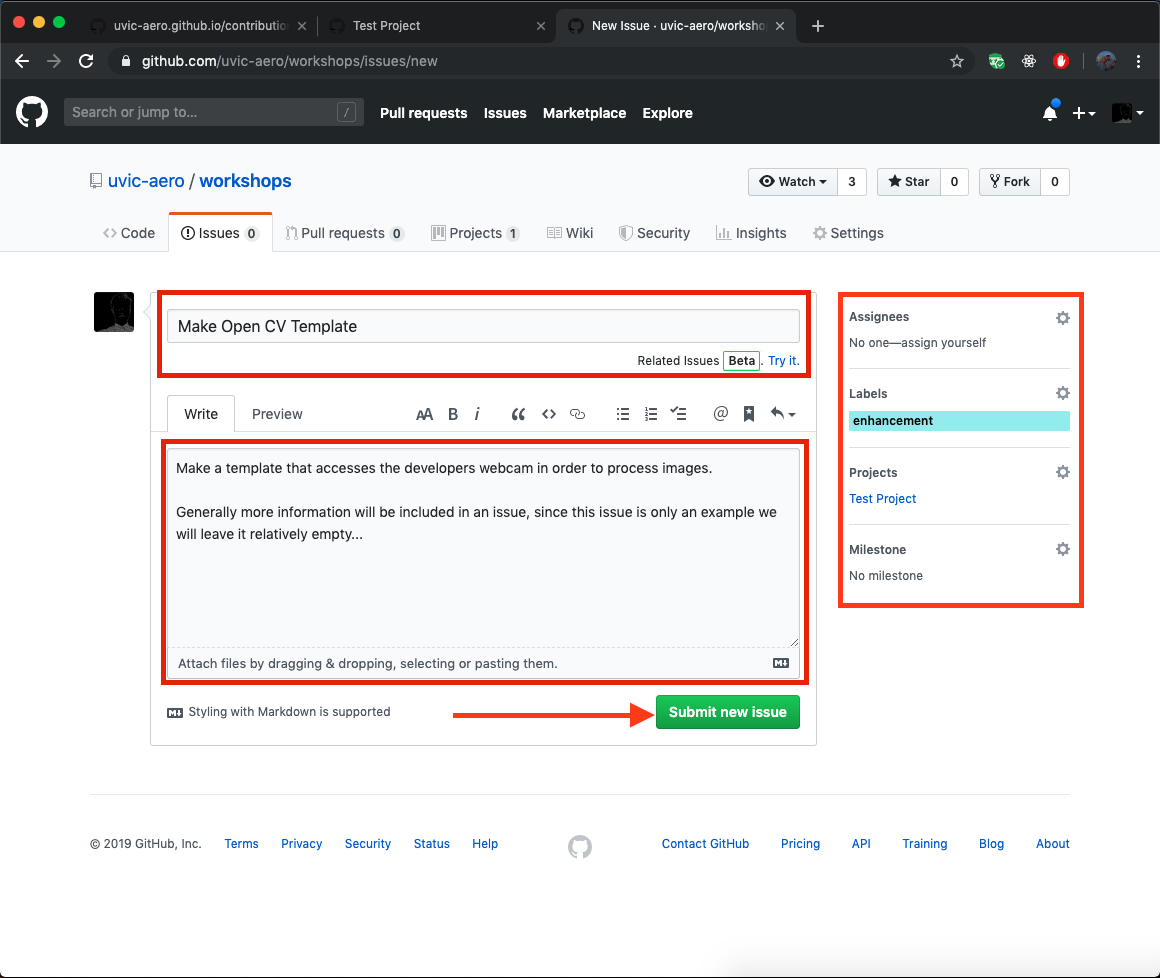 uvic-aero.github.io/contributio
Test Project
New Issue · uvic-aero/worksho
github.com/uvic-aero/workshops/issues/new
Search or jump to... /
Pull requests Issues Marketplace Explore
uvic-aero / workshops
Watch 3 Star 0 Fork 0
Code Issues 0 Pull requests 0 Projects 1 Wiki Security Insights Settings
Make Open CV Template
Related Issues Beta . Try it.
Write Preview AA B i
Make a template that accesses the developers webcam in order to process images.
Generally more information will be included in an issue, since this issue is only an example we
will leave it relatively empty...
Attach files by dragging & dropping, selecting or pasting them.
Styling with Markdown is supported
Submit new issue
Assignees
No one—assign yourself
Labels
enhancement
Projects
Test Project
Milestone
No milestone
© 2019 GitHub, Inc. Terms Privacy Security Status Help Contact GitHub Pricing API Training Blog About